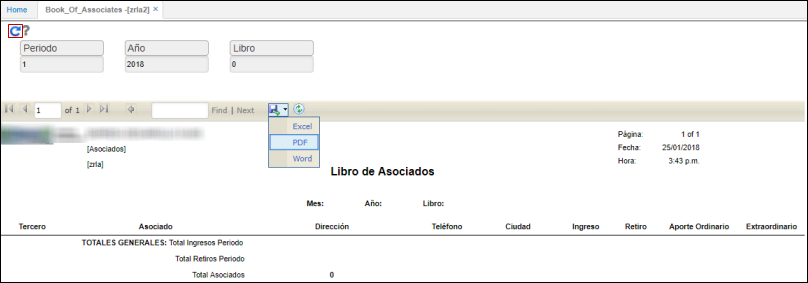 Home Book_Of_Associates -[zrla2] ×
?
Periodo Año Libro
1 2018 0
1 of 1 Find | Next
Excel
PDF
Word
Página: 1 of 1
[Asociados] Fecha: 25/01/2018
[zrla] Hora: 3:43 p.m.
Libro de Asociados
Mes: Año: Libro:
Tercero Asociado Dirección Teléfono Ciudad Ingreso Retiro Aporte Ordinario Extraordinario
TOTALES GENERALES: Total Ingresos Periodo
Total Retiros Periodo
Total Asociados 0